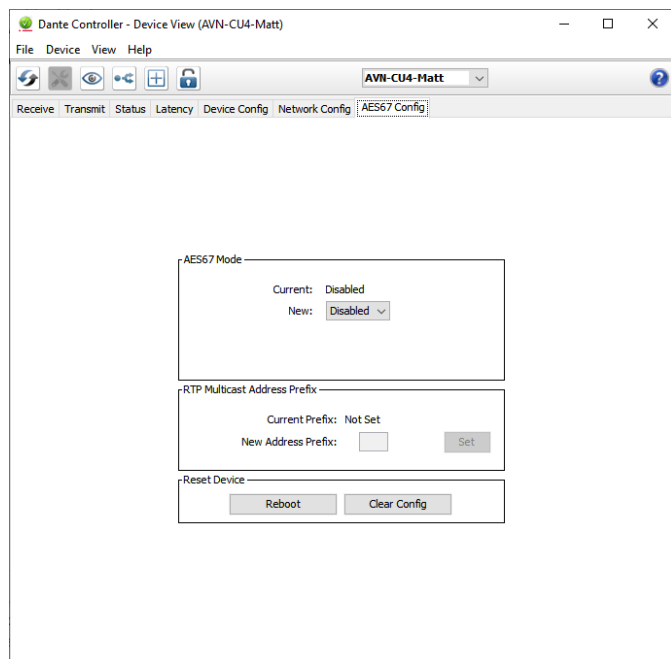 Dante Controller - Device View (AVN-CU4-Matt)
File Device View Help
AVN-CU4-Matt
?
Receive Transmit Status Latency Device Config Network Config AES67 Config
AES67 Mode
Current: Disabled
New: Disabled
RTP Multicast Address Prefix
Current Prefix: Not Set
New Address Prefix: Set
Reset Device
Reboot Clear Config